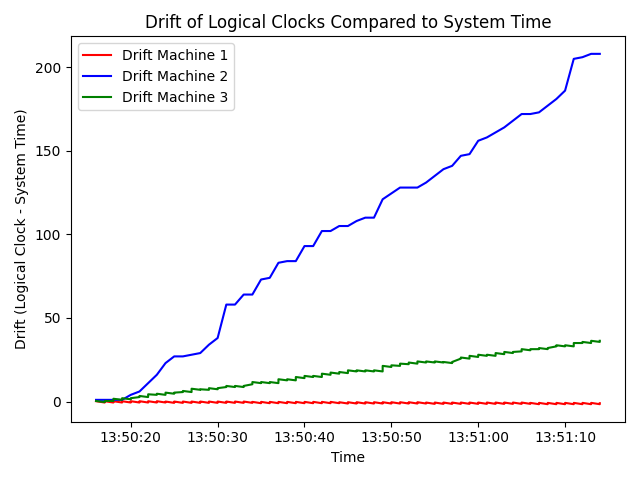 Drift of Logical Clocks Compared to System Time
Drift Machine 1
Drift Machine 2
Drift Machine 3
Drift (Logical Clock - System Time)
200
150
100
50
0
13:50:20 13:50:30 13:50:40 13:50:50 13:51:00 13:51:10
Time